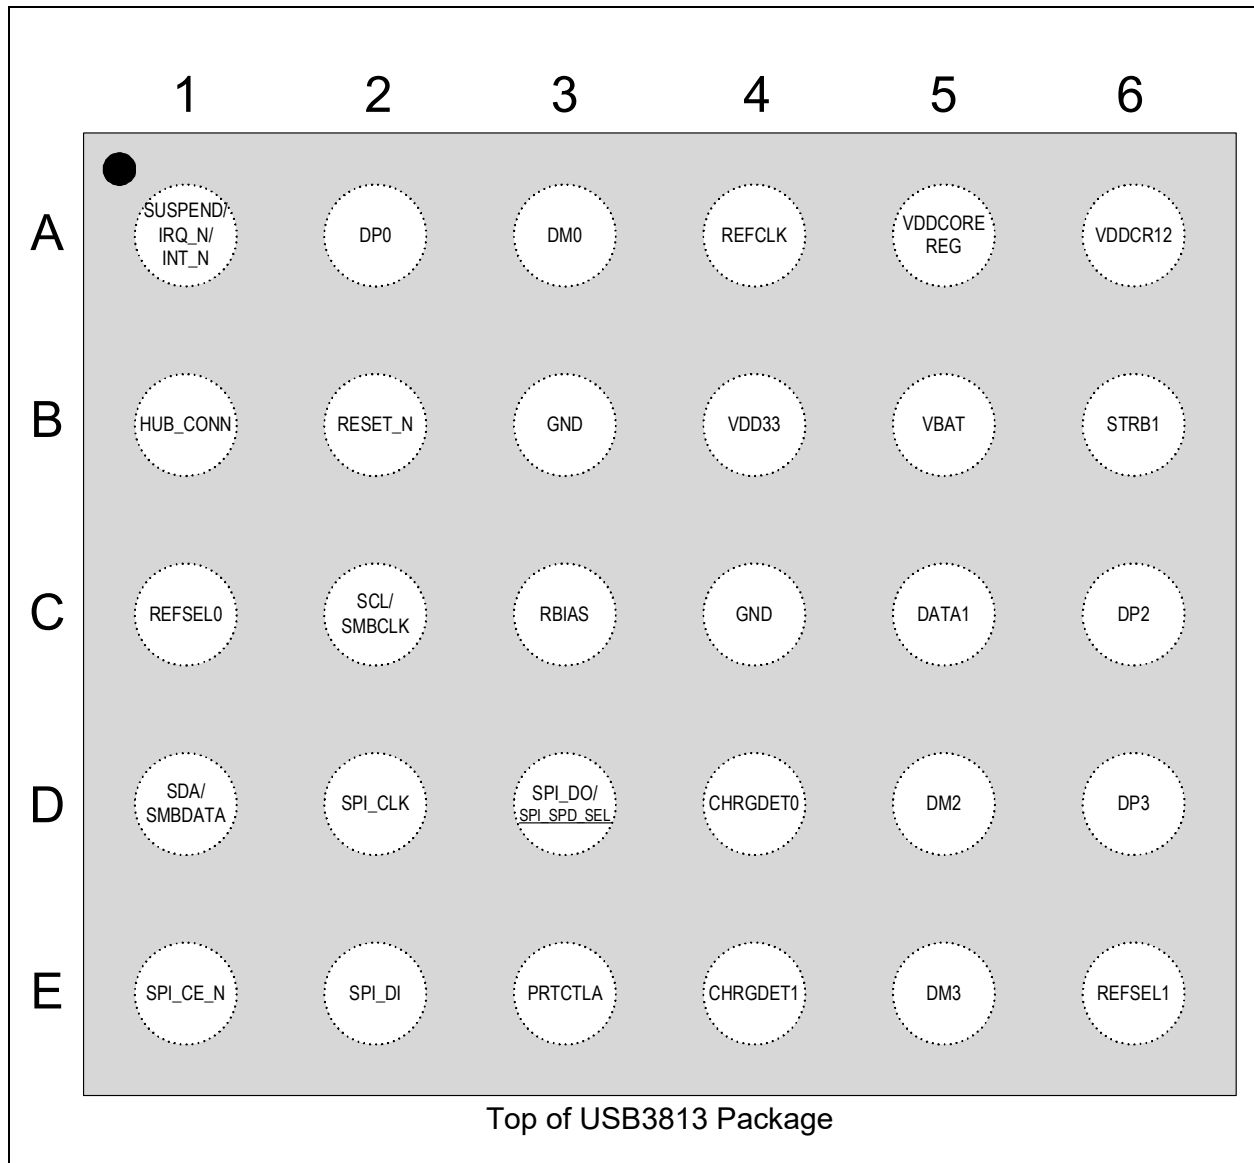 1 2 3 4 5 6
A
SUSPEND/
IRQ_N/
INT_N
DP0
DM0
REFCLK
VDDCORE
REG
VDDCR12
B
HUB_CONN
RESET_N
GND
VDD33
VBAT
STRB1
C
REFSEL0
SCL/
SMBCLK
RBIAS
GND
DATA1
DP2
D
SDA/
SMBDATA
SPI_CLK
SPI_DO/
SPI_SPD_SEL
CHRGDET0
DM2
DP3
E
SPI_CE_N
SPI_DI
PRTCTLA
CHRGDET1
DM3
REFSEL1
Top of USB3813 Package